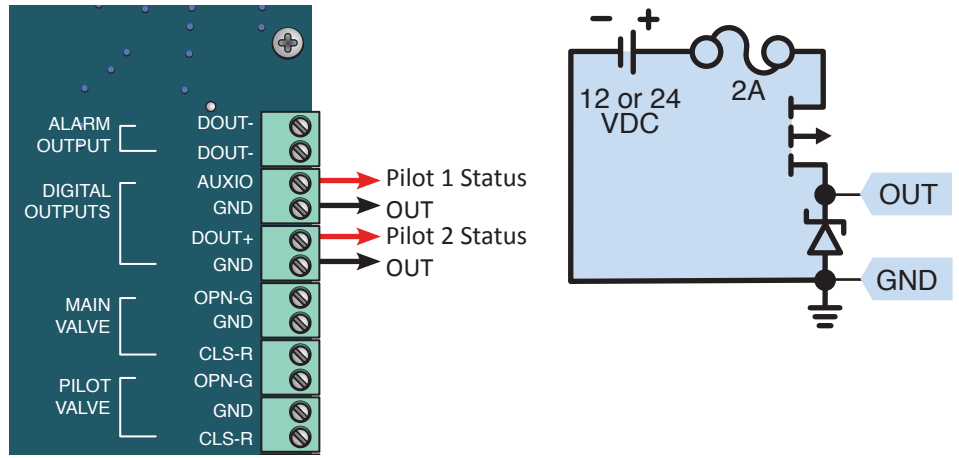 ALARM
OUTPUT
DOUT-
DOUT-
DIGITAL
OUTPUTS
AUXIO
GND
DOUT+
GND
Pilot 1 Status
OUT
Pilot 2 Status
OUT
MAIN
VALVE
OPN-G
GND
CLS-R
PILOT
VALVE
OPN-G
GND
CLS-R
- +
12 or 24
VDC
2A
OUT
GND